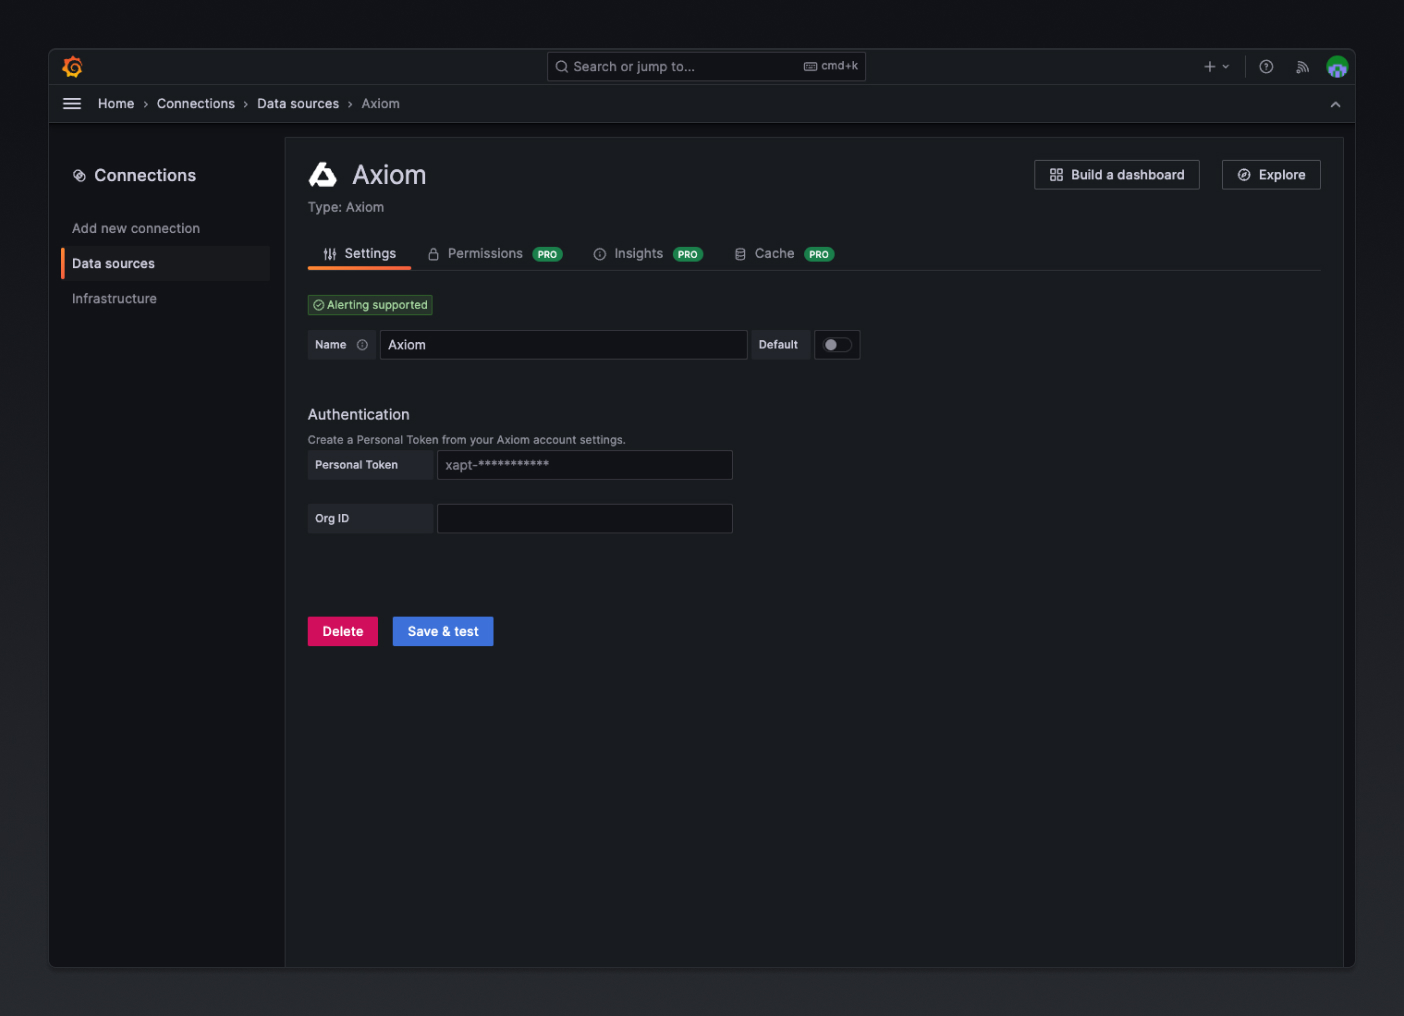 Search or jump to... cmd+k
Home › Connections › Data sources › Axiom
Connections
Add new connection
Data sources
Infrastructure
Axiom
Type: Axiom
Build a dashboard
Explore
Settings
Permissions PRO
Insights PRO
Cache PRO
Alerting supported
Name Axiom Default
Authentication
Create a Personal Token from your Axiom account settings.
Personal Token xapt-***********
Org ID
Delete
Save & test